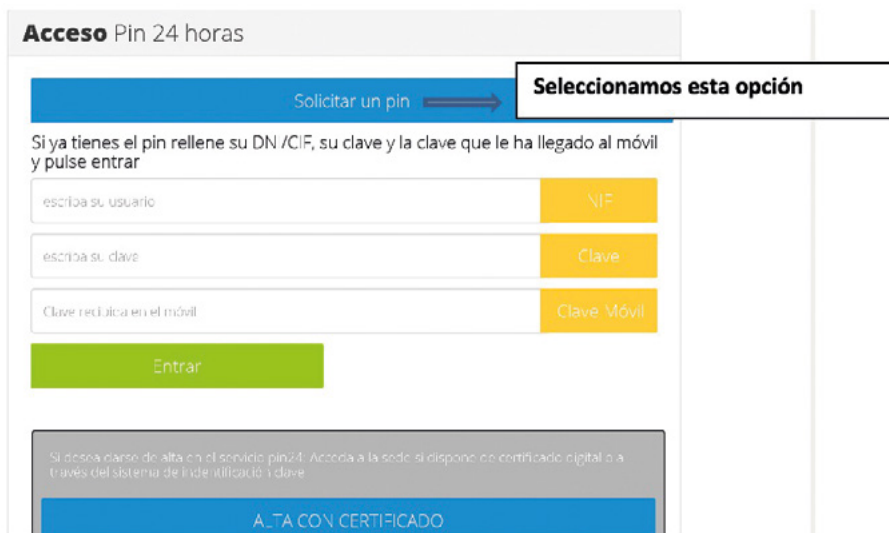 Acceso Pin 24 horas
Solicitar un pin
Seleccionamos esta opción
Si ya tienes el pin rellene su DN /CIF, su clave y la clave que le ha llegado al móvil
y pulse entrar
escriba su usuario
NIF
escriba su clave
Clave
Clave recibida en el móvil
Clave Móvil
Entrar
Si desea darse de alta en el servicio pin24: Acceda a la sede si dispone de certificado digital o a
través del sistema de indentificación clave
ALTA CON CERTIFICADO